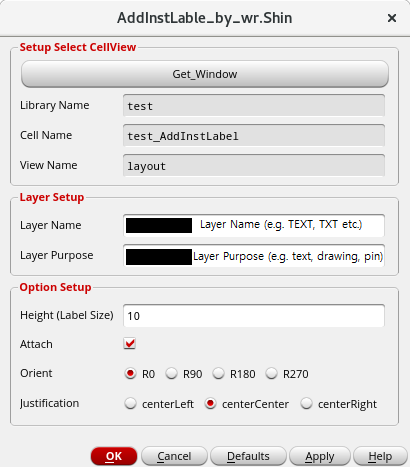 AddInstLable_by_wr.Shin
Setup Select CellView
Get_Window
Library Name test
Cell Name test_AddInstLabel
View Name layout
Layer Setup
Layer Name Layer Name (e.g. TEXT, TXT etc.)
Layer Purpose Layer Purpose (e.g. text, drawing, pin)
Option Setup
Height (Label Size) 10
Attach
Orient R0 R90 R180 R270
Justification centerLeft centerCenter centerRight
OK Cancel Defaults Apply Help